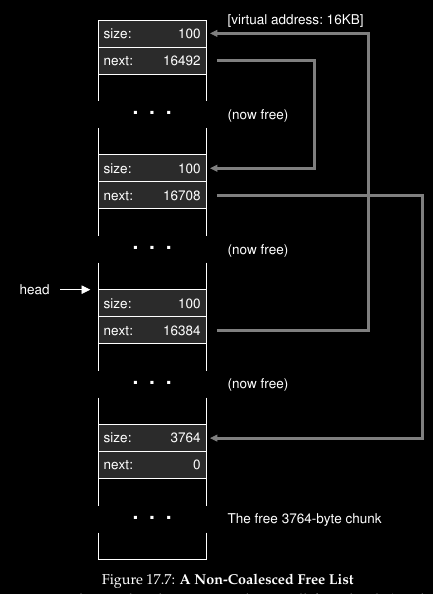 [virtual address: 16KB]
size: 100
next: 16492
. . .
(now free)
size: 100
next: 16708
. . .
(now free)
head
size: 100
next: 16384
. . .
(now free)
size: 3764
next: 0
. . .
The free 3764-byte chunk
Figure 17.7: A Non-Coalesced Free List